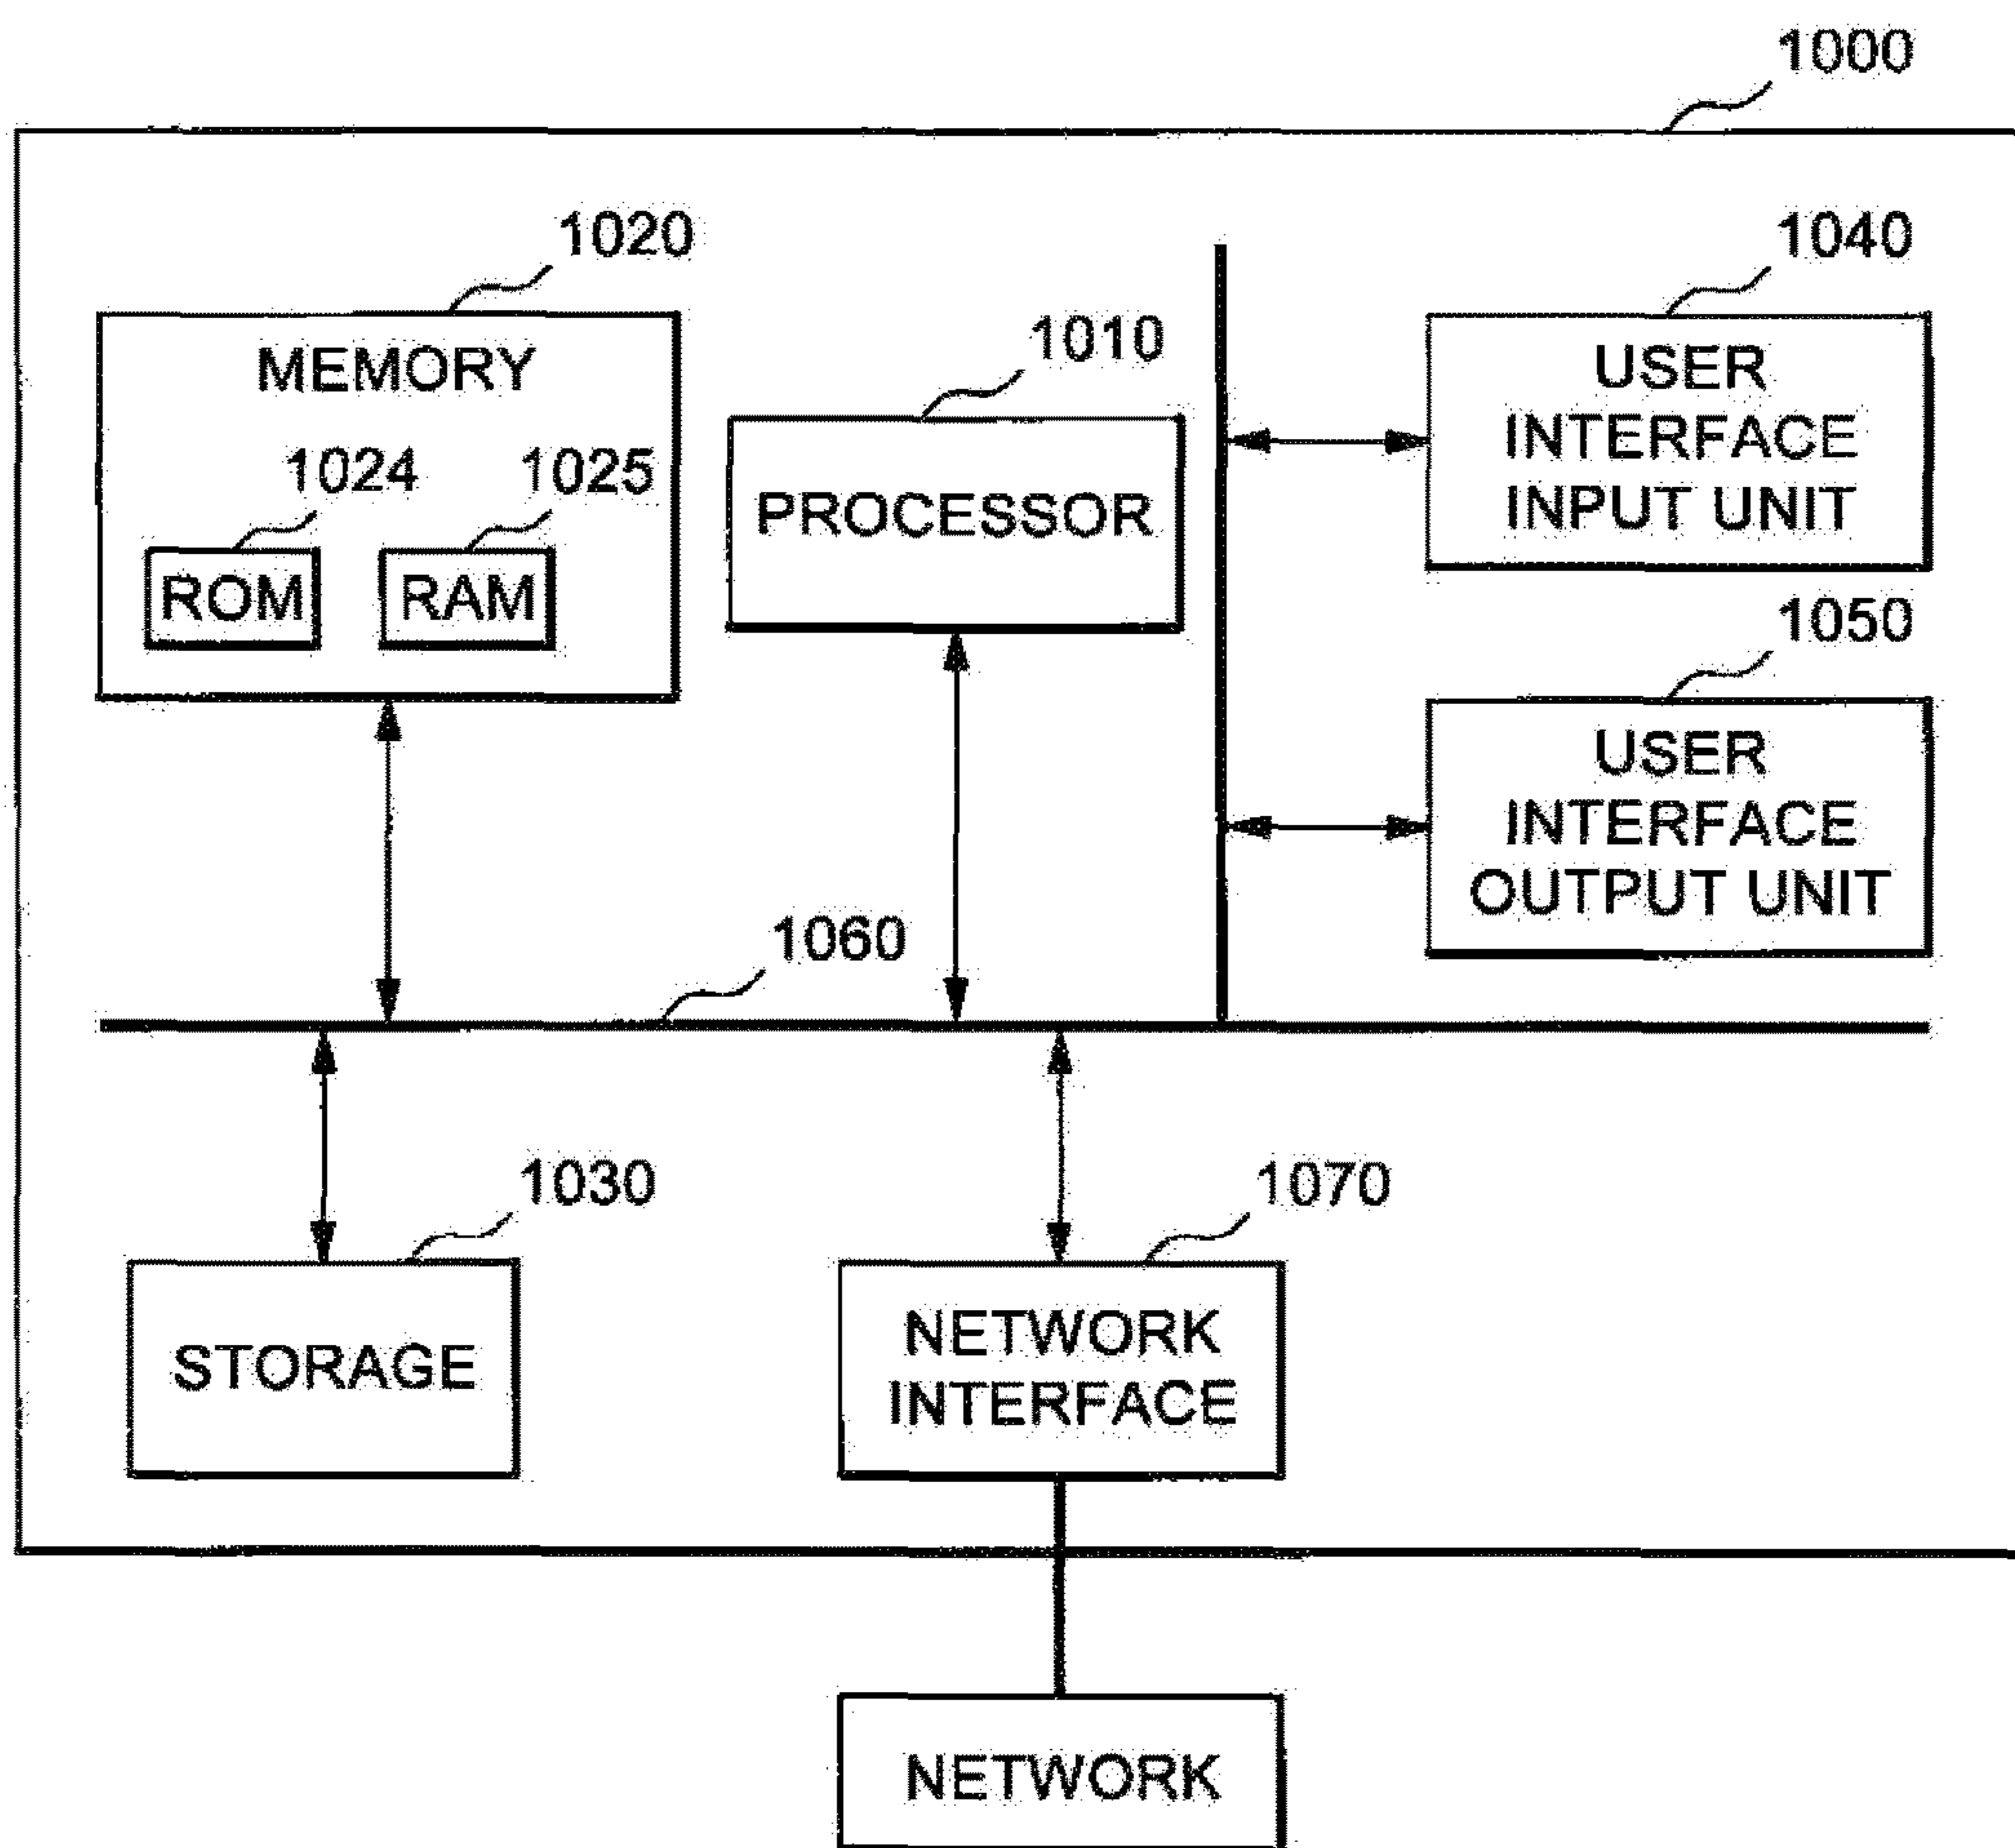 1000
1020
1040
MEMORY
1010
USER
INTERFACE
INPUT UNIT
1024
1025
PROCESSOR
ROM
RAM
1050
USER
INTERFACE
OUTPUT UNIT
1060
1030
1070
STORAGE
NETWORK
INTERFACE
NETWORK